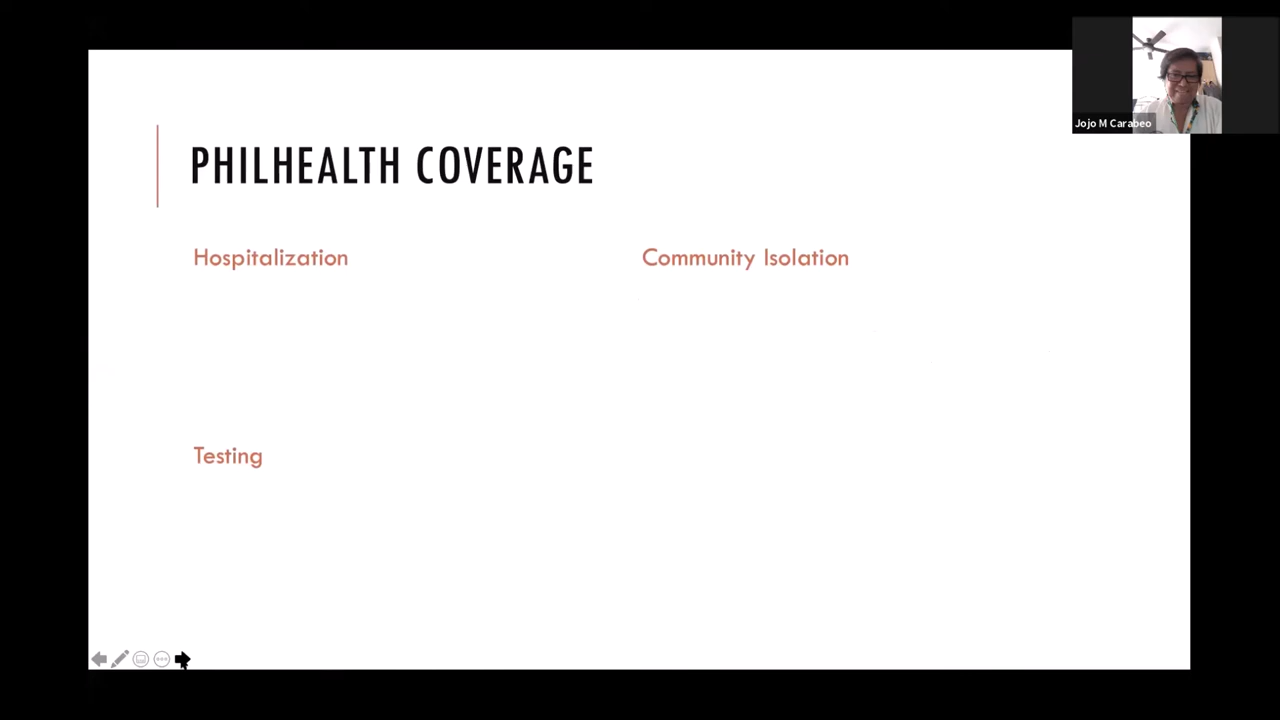 Jojo M Carabeo
PHILHEALTH COVERAGE
Hospitalization
Community Isolation
Testing